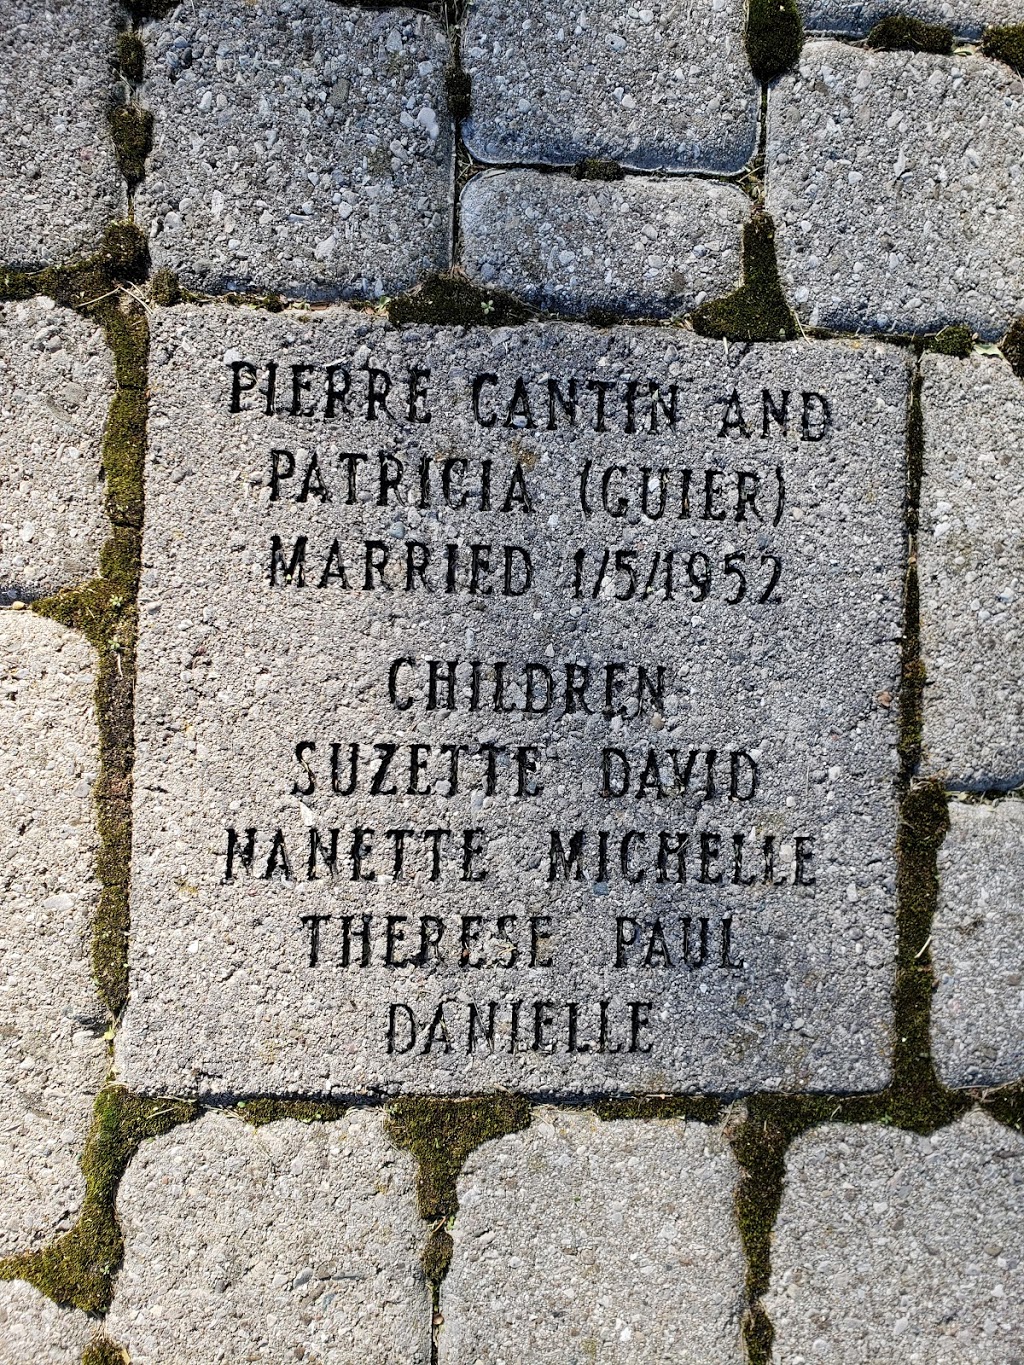 PIERRE CANTIN AND
PATRICIA (GUIER)
MARRIED 1/5/1952
CHILDREN
SUZETTE DAVID
NANETTE MICHELLE
THERESE PAUL
DANIELLE